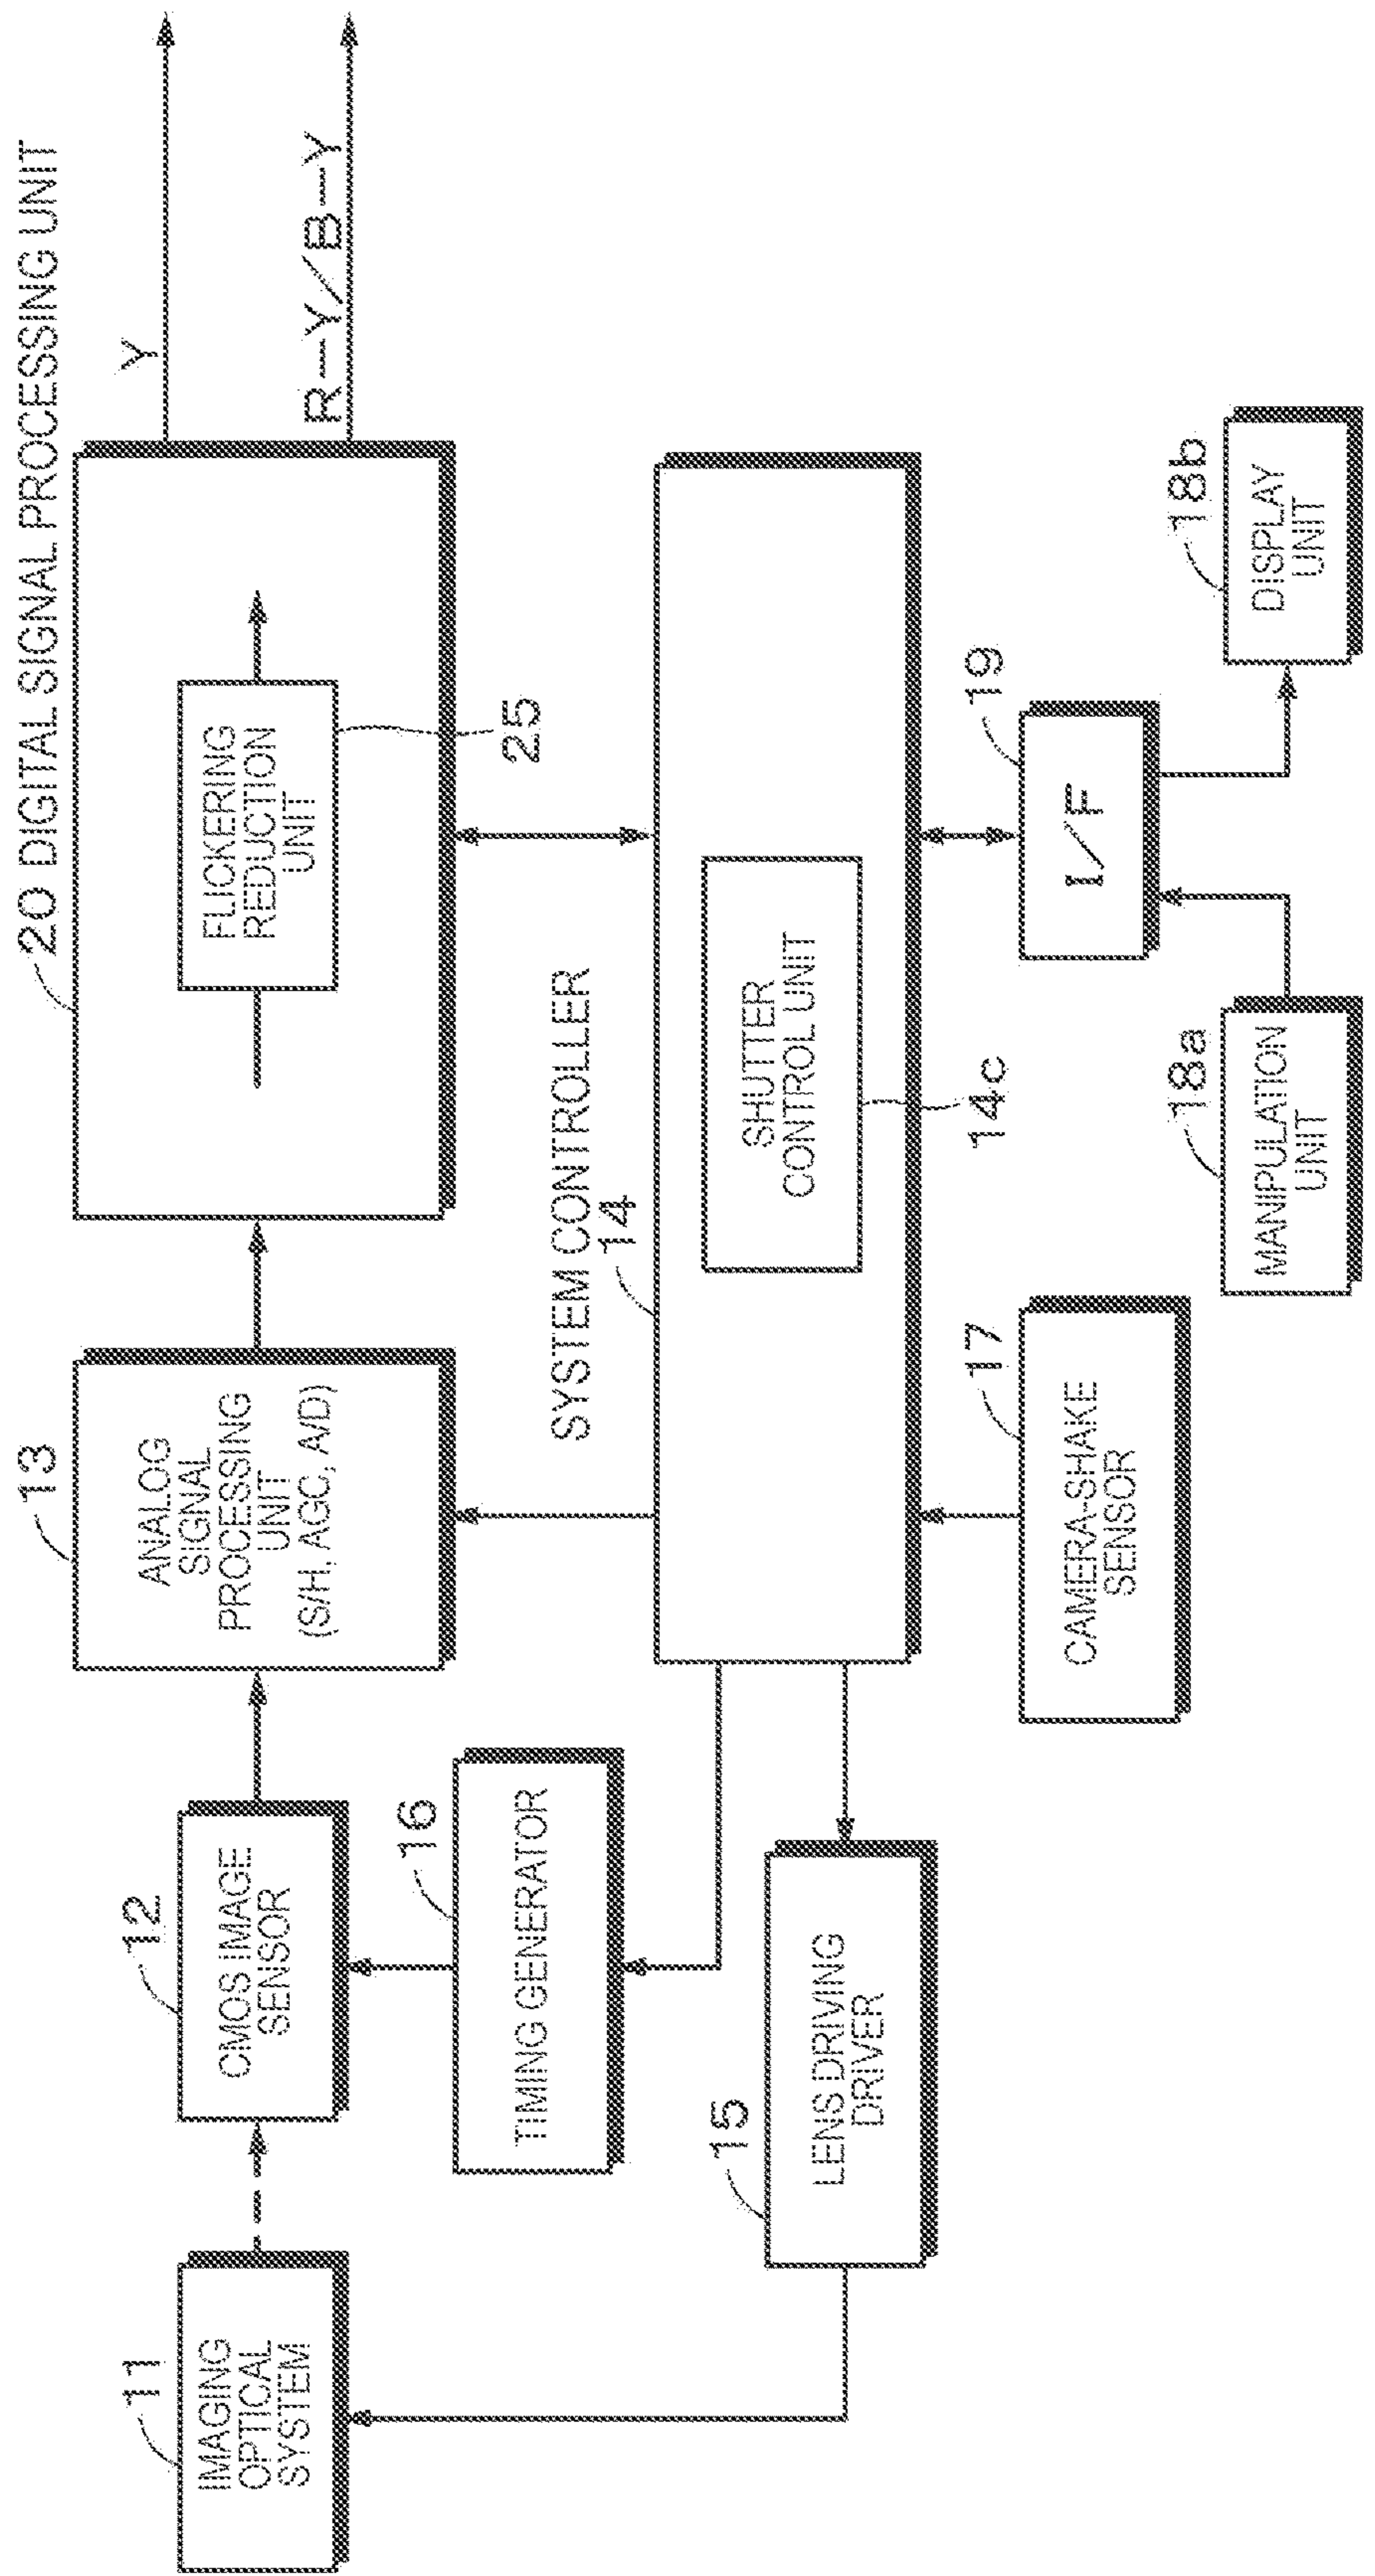 20 DIGITAL SIGNAL PROCESSING UNIT
11
IMAGING
OPTICAL
SYSTEM
12
CMOS IMAGE
SENSOR
13
ANALOG
SIGNAL
PROCESSING
UNIT
(S/H, AGC, A/D)
FLICKERING
REDUCTION
UNIT
25
Y
R—Y/B—Y
16
TIMING GENERATOR
SYSTEM CONTROLLER
14
SHUTTER
CONTROL UNIT
14c
15
LENS DRIVING
DRIVER
17
CAMERA-SHAKE
SENSOR
19
I/F
18a
MANIPULATION
UNIT
18b
DISPLAY
UNIT